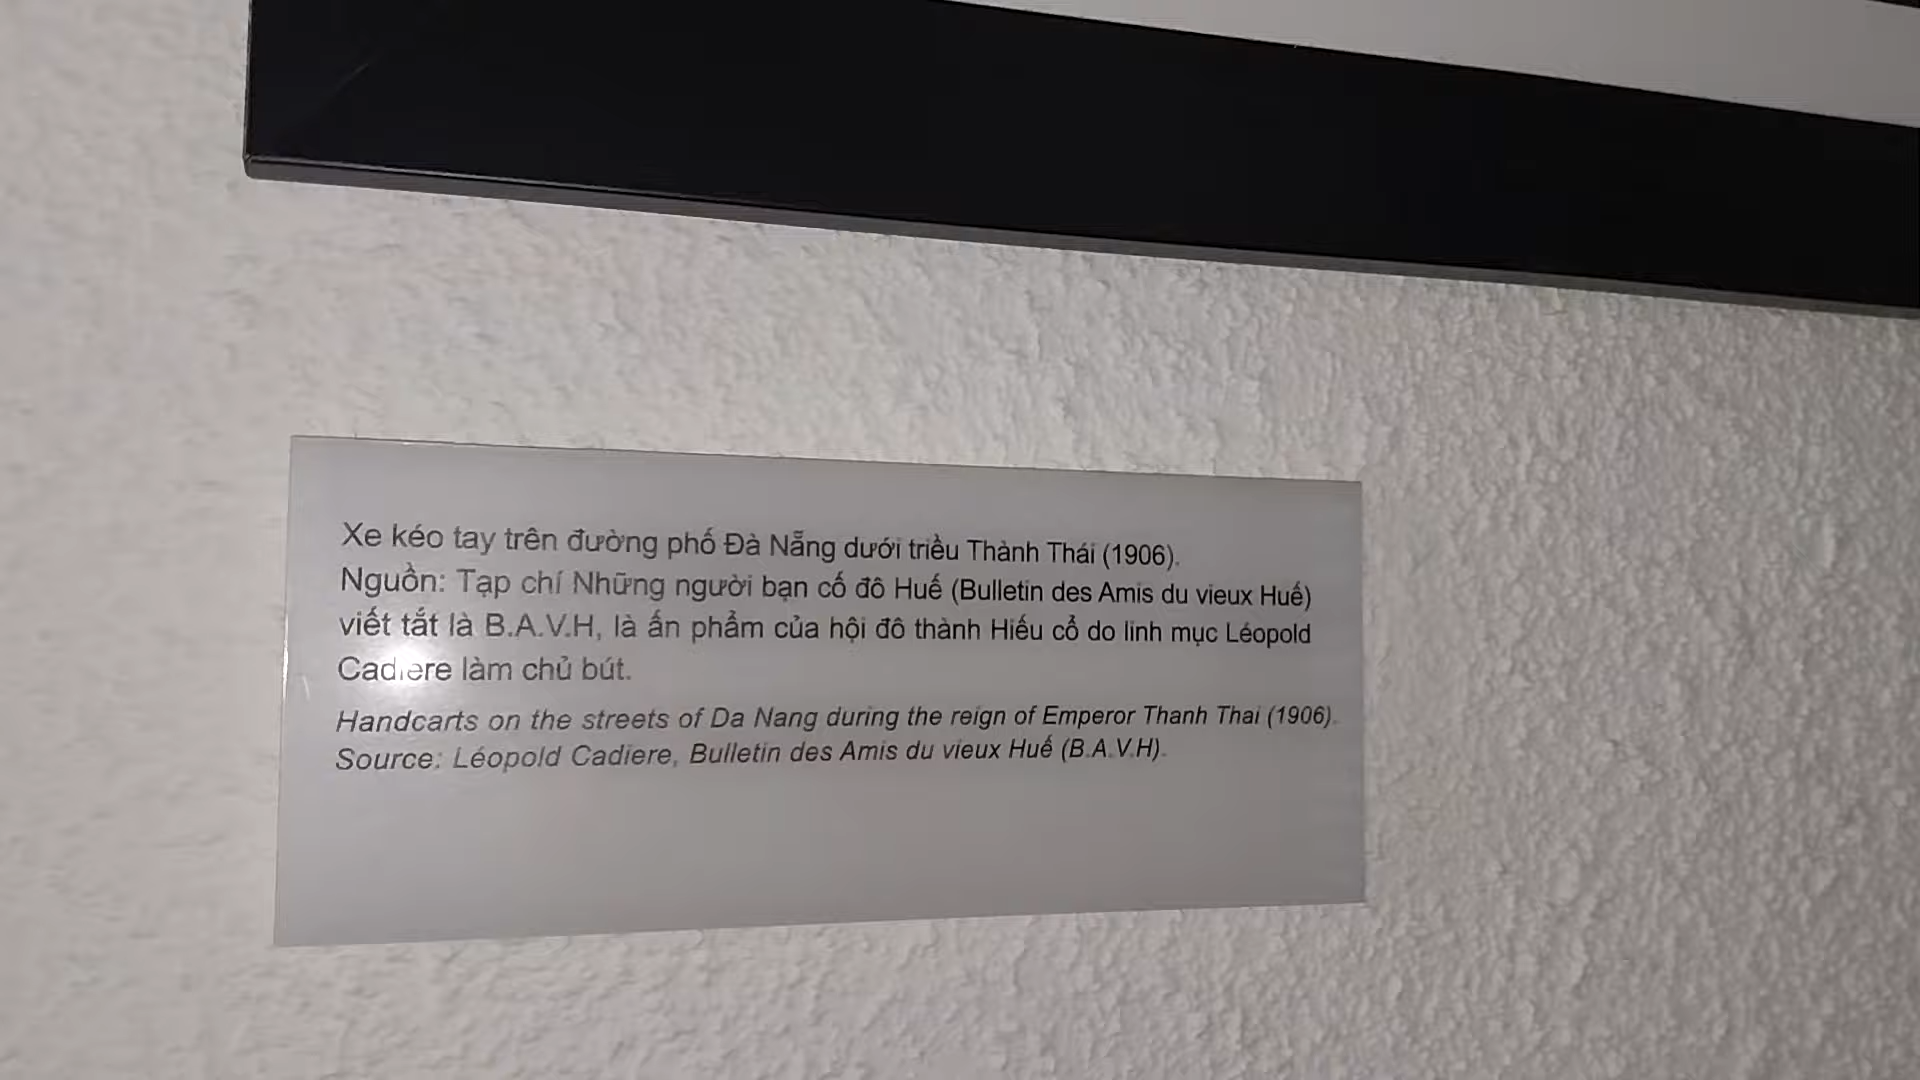 Xe kéo tay trên đường phố Đà Nẵng dưới triều Thành Thái (1906).
Nguồn: Tạp chí Những người bạn cố đô Huế (Bulletin des Amis du vieux Huế)
viết tắt là B.A.V.H, là ấn phẩm của hội đô thành Hiếu cổ do linh mục Léopold
Cadiere làm chủ bút.
Handcarts on the streets of Da Nang during the reign of Emperor Thanh Thai (1906).
Source: Léopold Cadiere, Bulletin des Amis du vieux Huế (B.A.V.H).